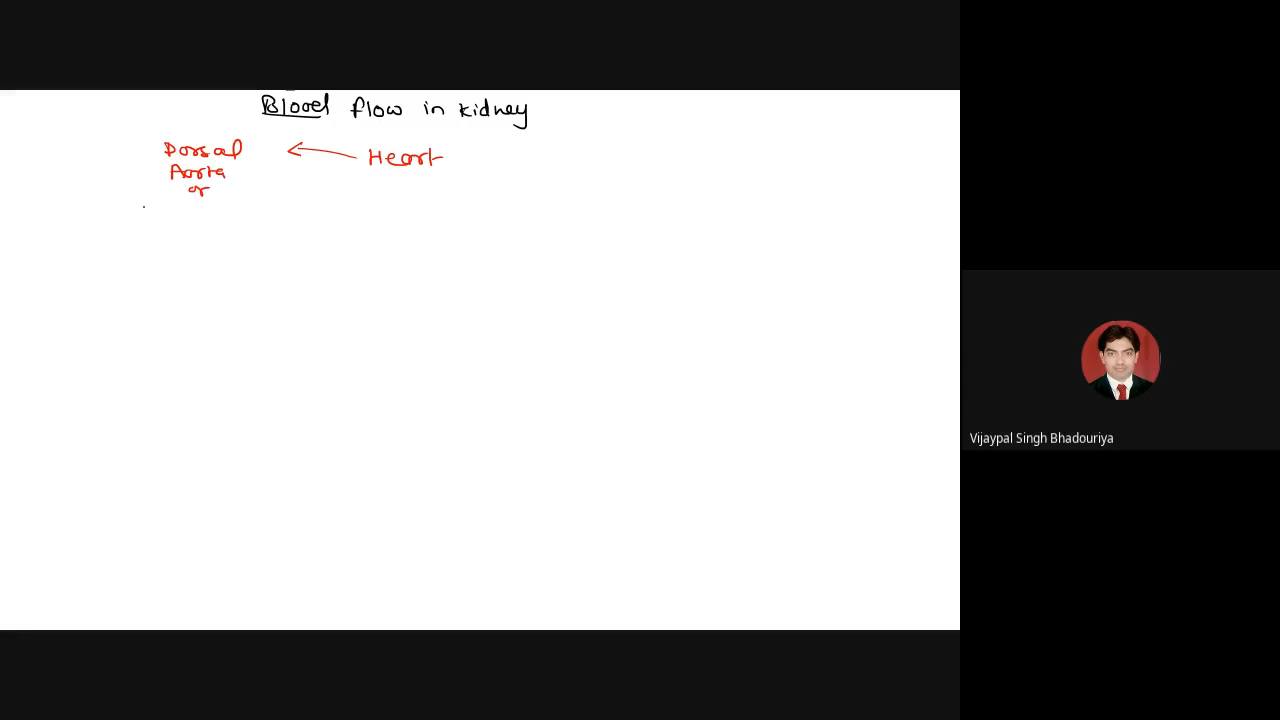 Blood flow in kidney
Dorsal ← Heart
Aorta
or
Vijaypal Singh Bhadouriya